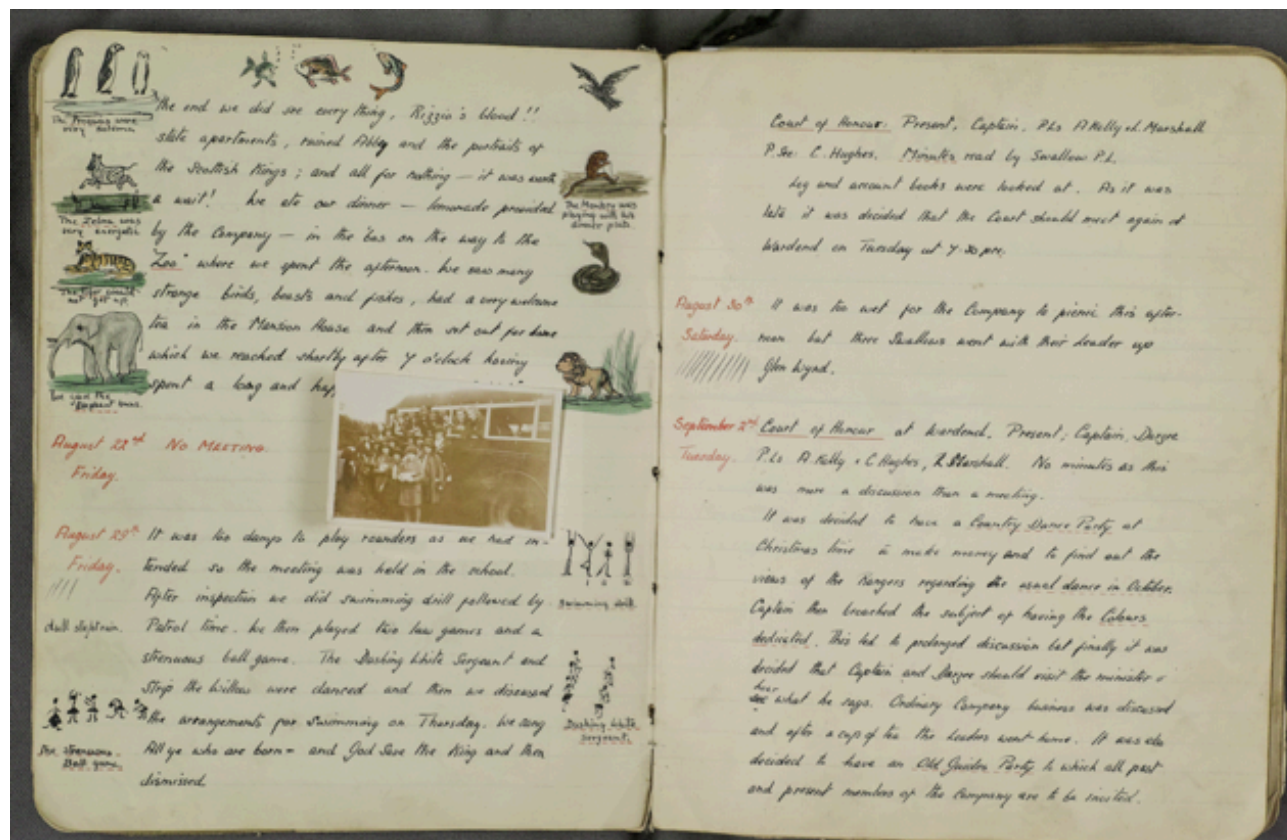 the end we did see everything, Rizzio's blood!!
state apartments, ruined Abbey and the portraits of
the Scottish Kings; and all for nothing — it was worth
a wait! We ate our dinner — lemonade provided
by the Company — in the bus on the way to the
"Zoo" where we spent the afternoon. We saw many
strange birds, beasts and fishes, had a very welcome
tea in the Mansion House and then set out for home
which we reached shortly after 7 o'clock having
spent a long and
The Penguins were
very solemn.
The Zebra was
very energetic
The Tiger would
not get up.
The Monkey was
playing with his
dinner plate.
August 22nd NO MEETING.
Friday.
August 29th It was too damp to play rounders as we had in-
Friday. tended so the meeting was held in the school.
After inspection we did swimming drill followed by
Patrol time. We then played two law games and a
strenuous ball game. The Dashing White Sergeant and
Strip the Willow were danced and then we discussed
the arrangements for swimming on Thursday. We sang
All ye who are born = and God Save the King and then
dismissed
strenuous
Ball game.
Swimming drill.
Dashing White
Sergeant.
Court of Honour: Present, Captain, P.Ls A Kelly & L. Marshall
P. Sec C. Hughes. Minutes read by Swallow P.L.
Log and account books were looked at. As it was
late it was decided that the Court should meet again at
Wardend on Tuesday at 7.30 pm.
August 30th It was too wet for the Company to picnic this after-
Saturday. noon but three Swallows went with their Leader up
Glen Wynd.
September 2nd Court of Honour at Wardend. Present; Captain,
Tuesday. P.Ls A Kelly & C Hughes, L Marshall. No minutes as this
was more a discussion than a meeting.
It was decided to have a Country Dance Party at
Christmas time to make money and to find out the
views of the Rangers regarding the usual dance in October.
Captain then broached the subject of having the Colours
dedicated. This led to prolonged discussion but finally it was
decided that Captain and should visit the minister &
hear what he says. Ordinary Company business was discussed
and after a cup of tea the Leaders went home. It was also
decided to have an Old Guides Party to which all past
and present members of the Company are to be invited.